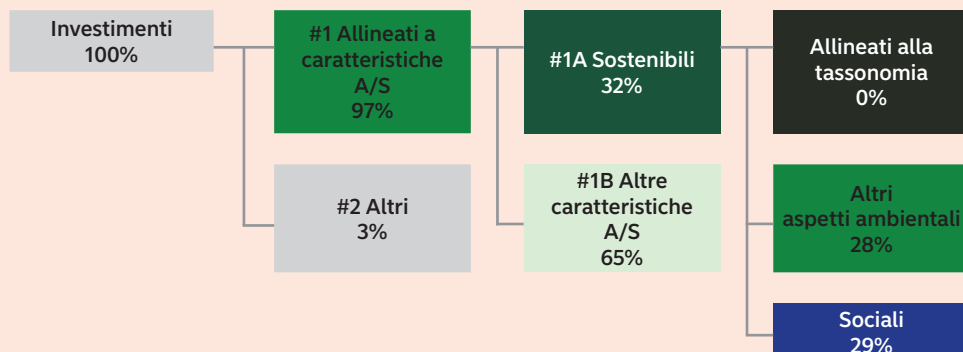 Investimenti
100%
#1 Allineati a
caratteristiche
A/S
97%
#1A Sostenibili
32%
Allineati alla
tassonomia
0%
#2 Altri
3%
#1B Altre
caratteristiche
A/S
65%
Altri
aspetti ambientali
28%
Sociali
29%